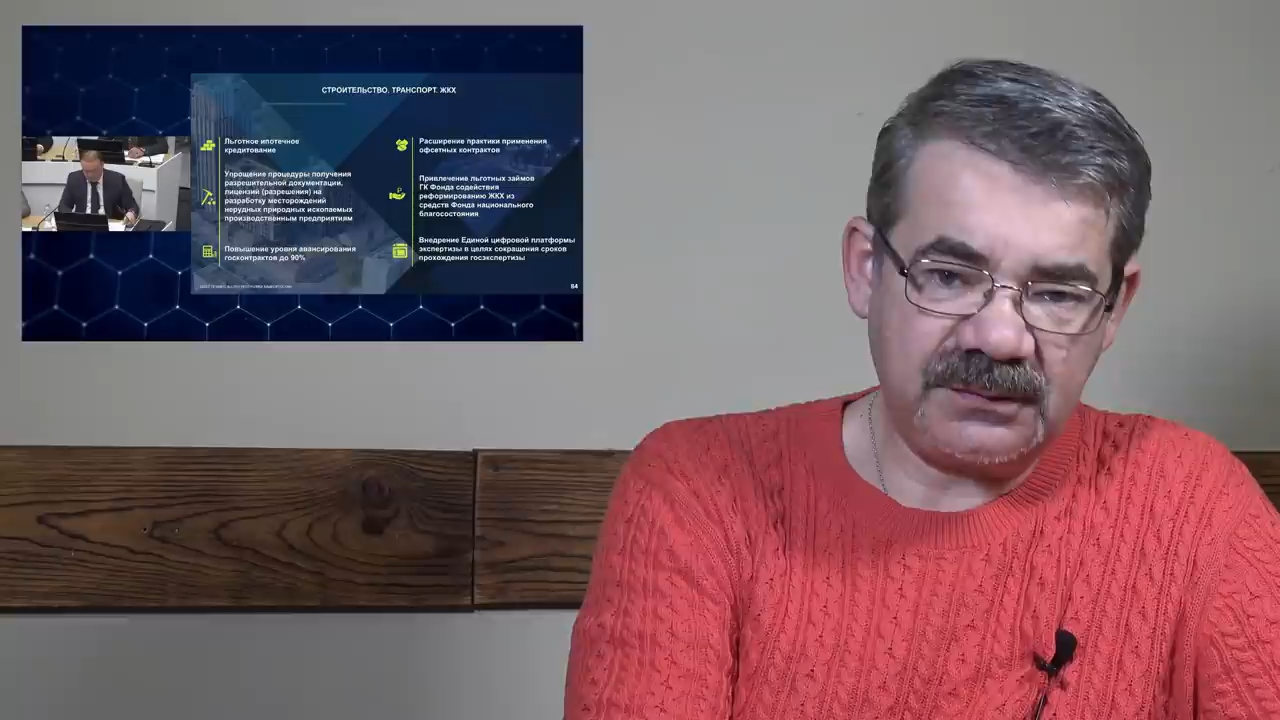 СТРОИТЕЛЬСТВО. ТРАНСПОРТ. ЖКХ
Льготное ипотечное
кредитование
Упрощение процедуры получения
разрешительной документации,
лицензий (разрешения) на
разработку месторождений
нерудных природных ископаемых
производственным предприятиям
Повышение уровня авансирования
госконтрактов до 90%
Расширение практики применения
офсетных контрактов
Привлечение льготных займов
ГК Фонда содействия
реформированию ЖКХ из
средств Фонда национального
благосостояния
Внедрение Единой цифровой платформы
экспертизы в целях сокращения сроков
прохождения госэкспертизы
64